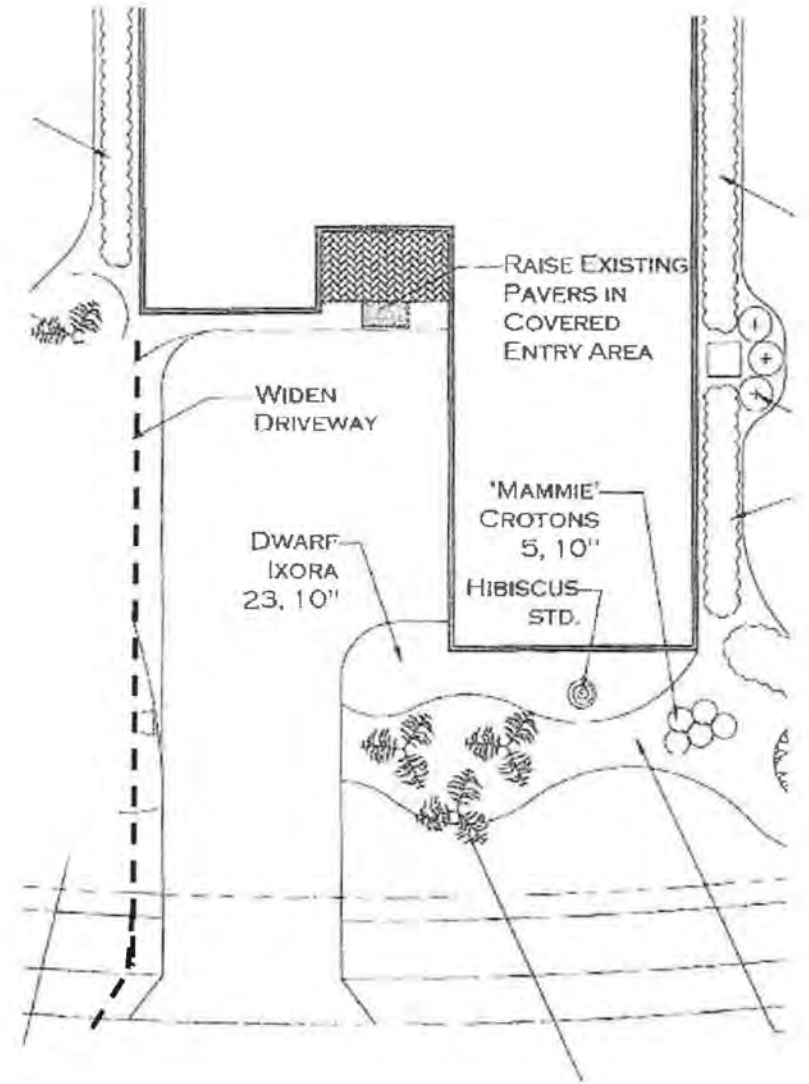 RAISE EXISTING
PAVERS IN
COVERED
ENTRY AREA
WIDEN
DRIVEWAY
'MAMMIE'
CROTONS
5, 10"
DWARF
IXORA
23, 10"
HIBISCUS
STD.